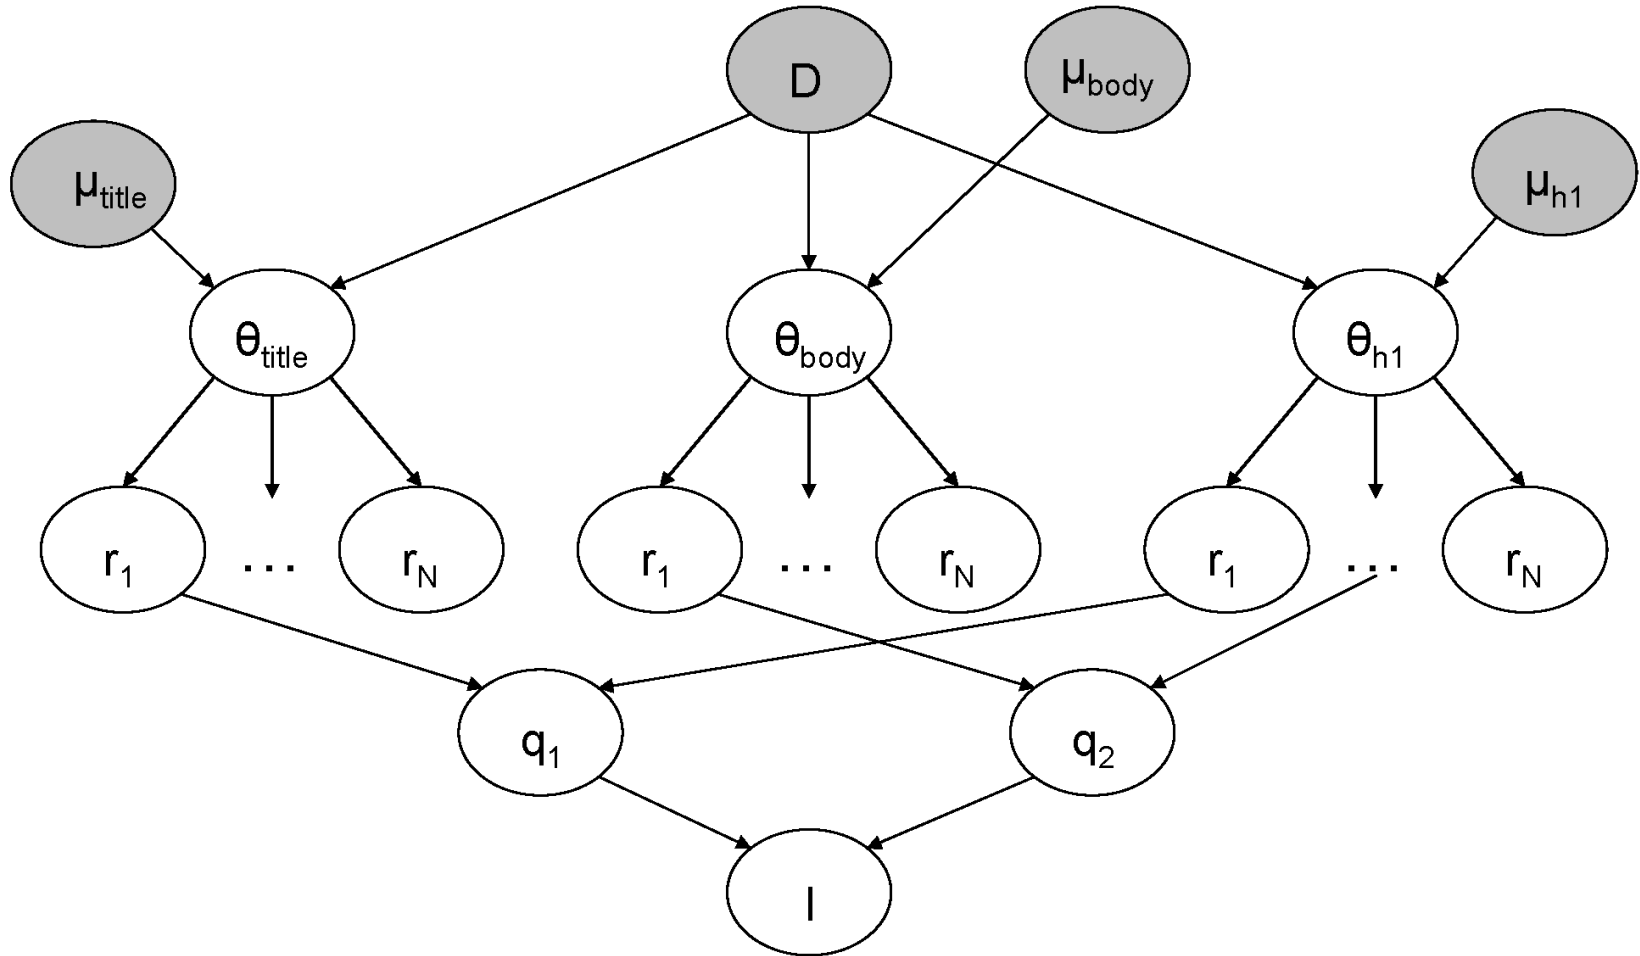 D
μbody
μtitle
μh1
θtitle
θbody
θh1
r1 ... rN r1 ... rN r1 ... rN
q1 q2
I